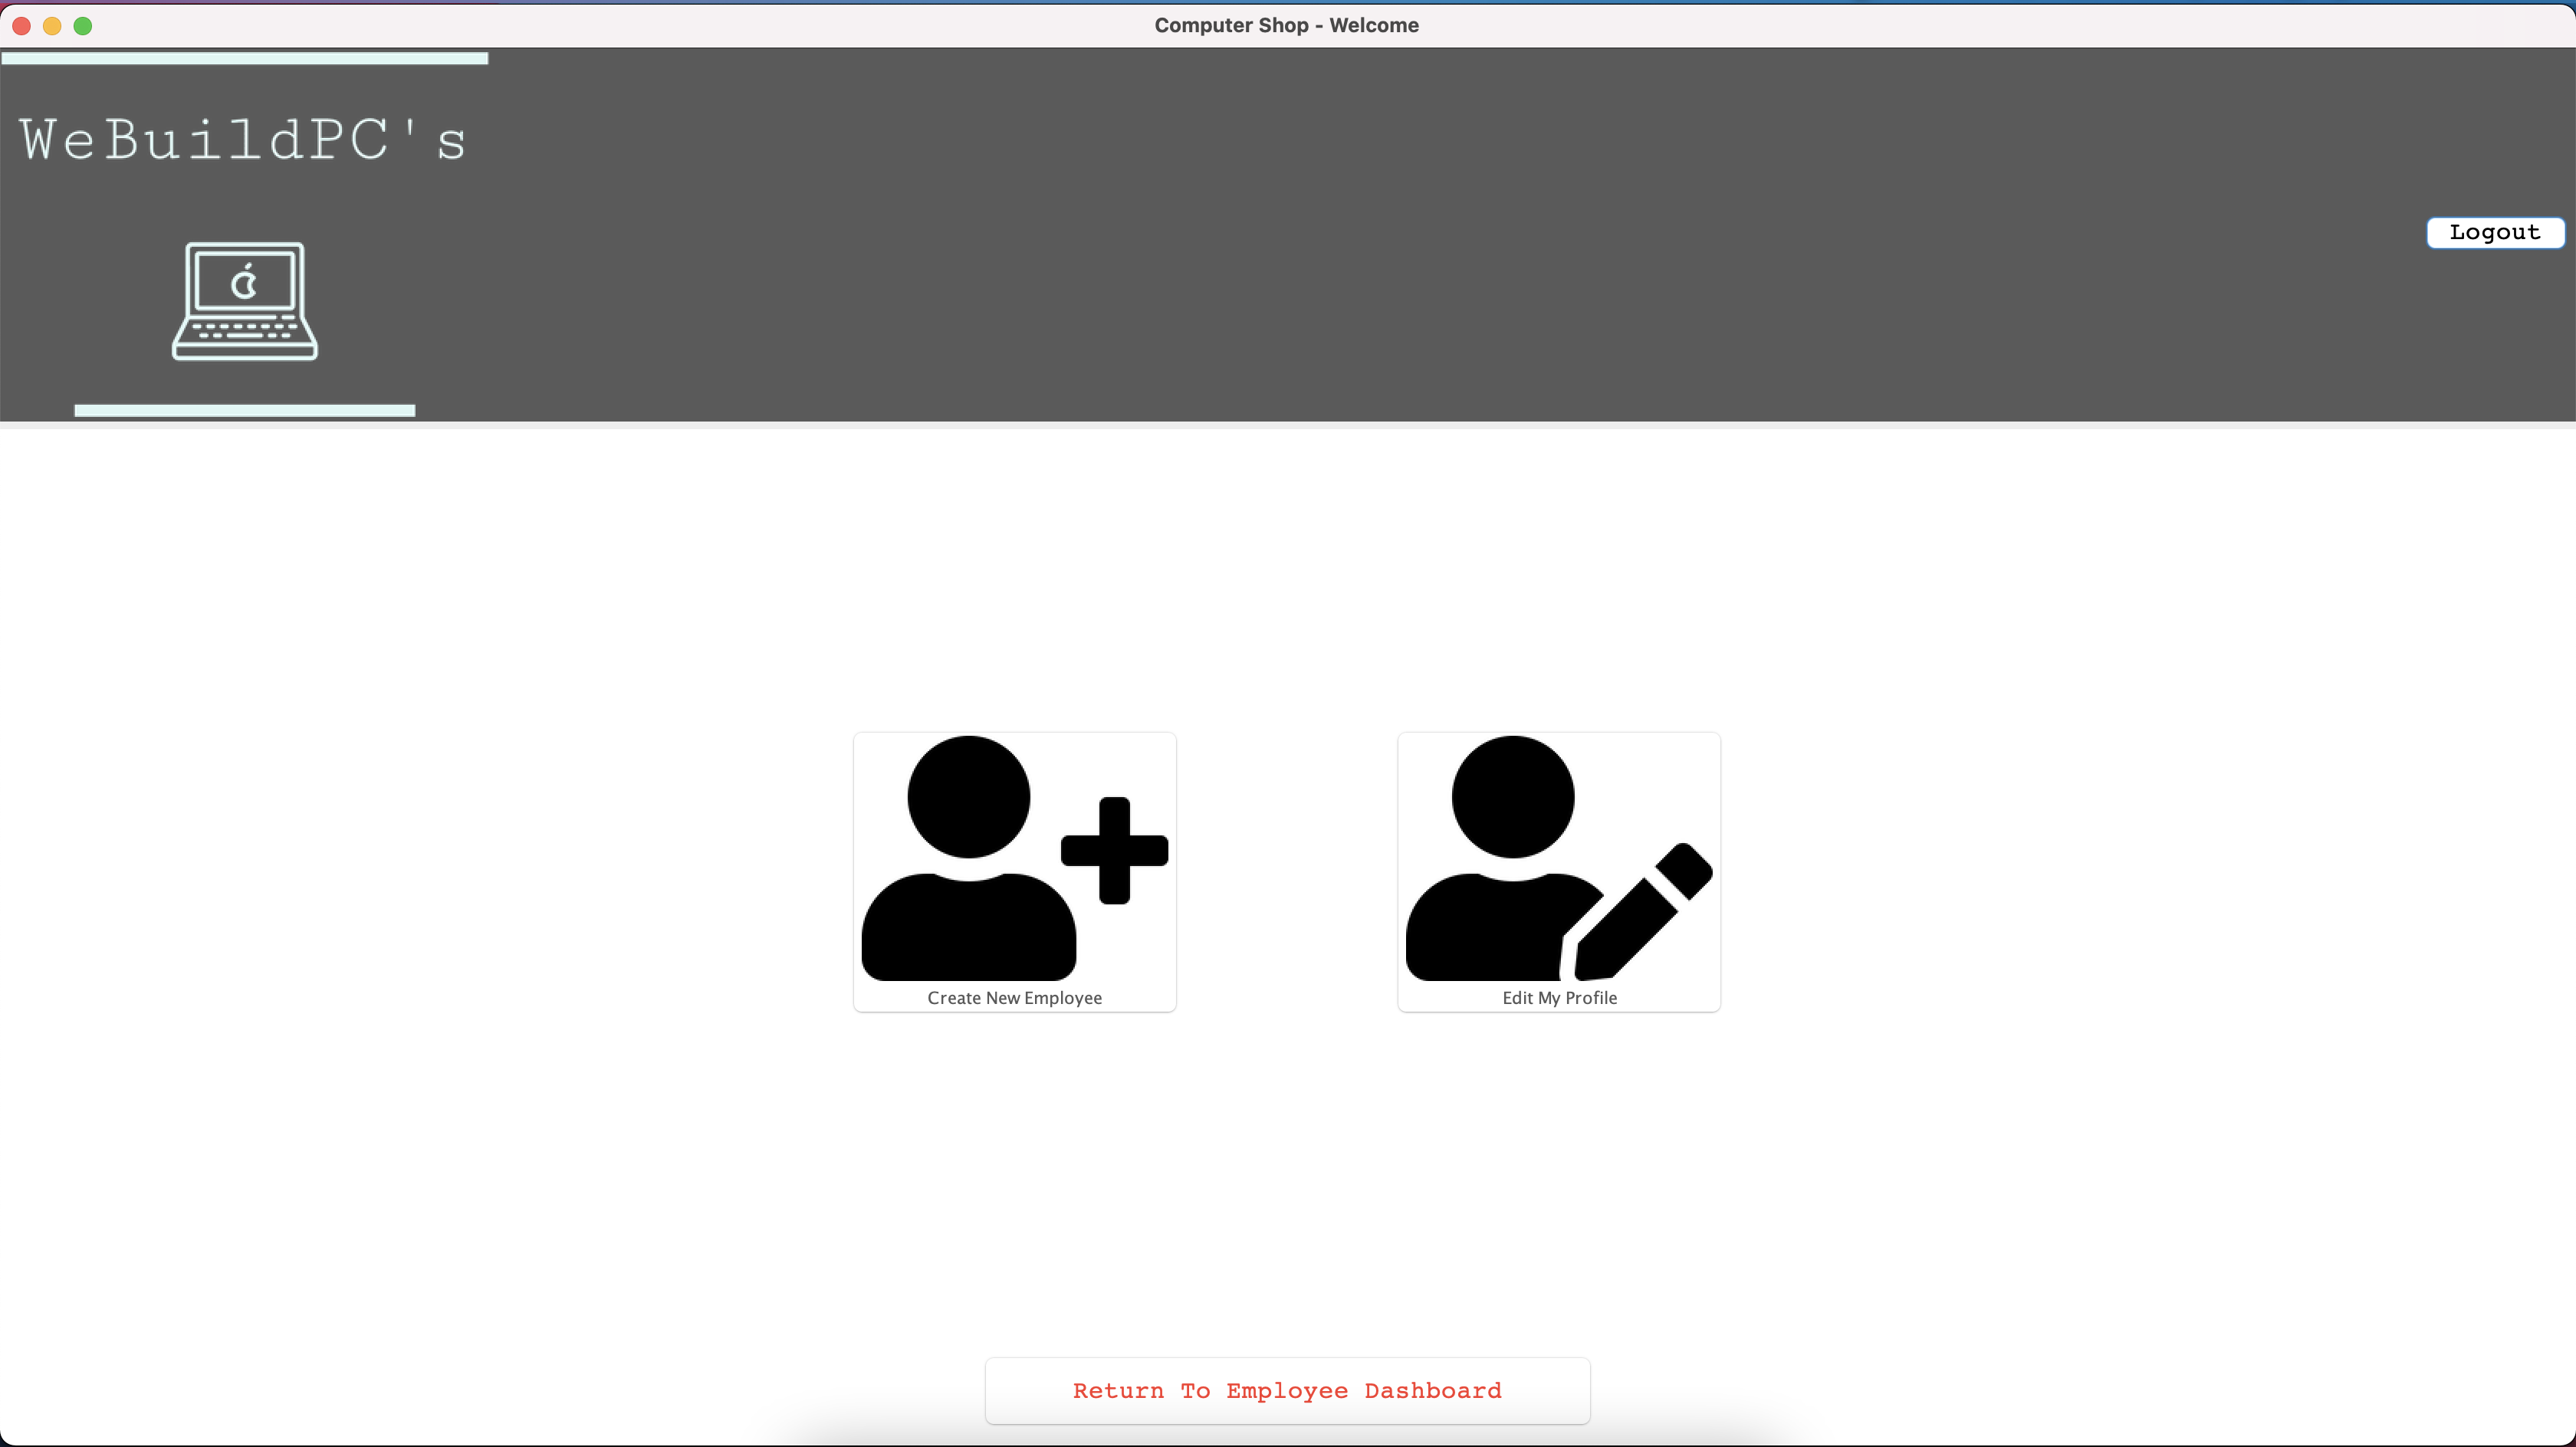 Computer Shop - Welcome
WeBuildPC's
Logout
Create New Employee
Edit My Profile
Return To Employee Dashboard